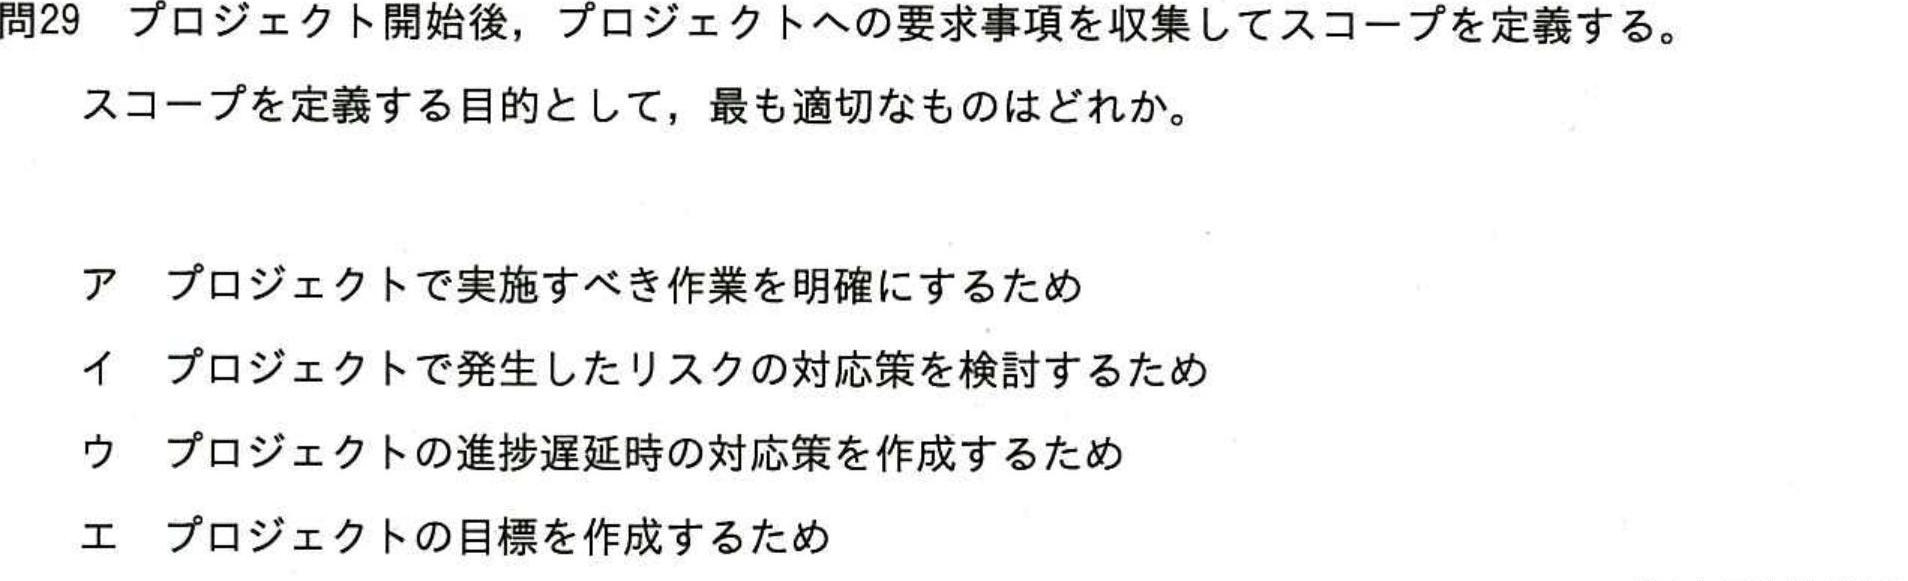 問29　プロジェクト開始後，プロジェクトへの要求事項を収集してスコープを定義する。
スコープを定義する目的として，最も適切なものはどれか。
ア　プロジェクトで実施すべき作業を明確にするため
イ　プロジェクトで発生したリスクの対応策を検討するため
ウ　プロジェクトの進捗遅延時の対応策を作成するため
エ　プロジェクトの目標を作成するため